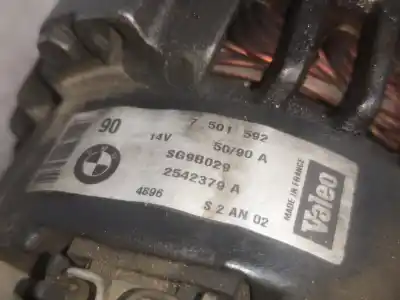 90
7 501 592
14V 50/90 A
SG9B029
2542379 A
4896
S 2 AN 02
MADE IN FRANCE
Valeo